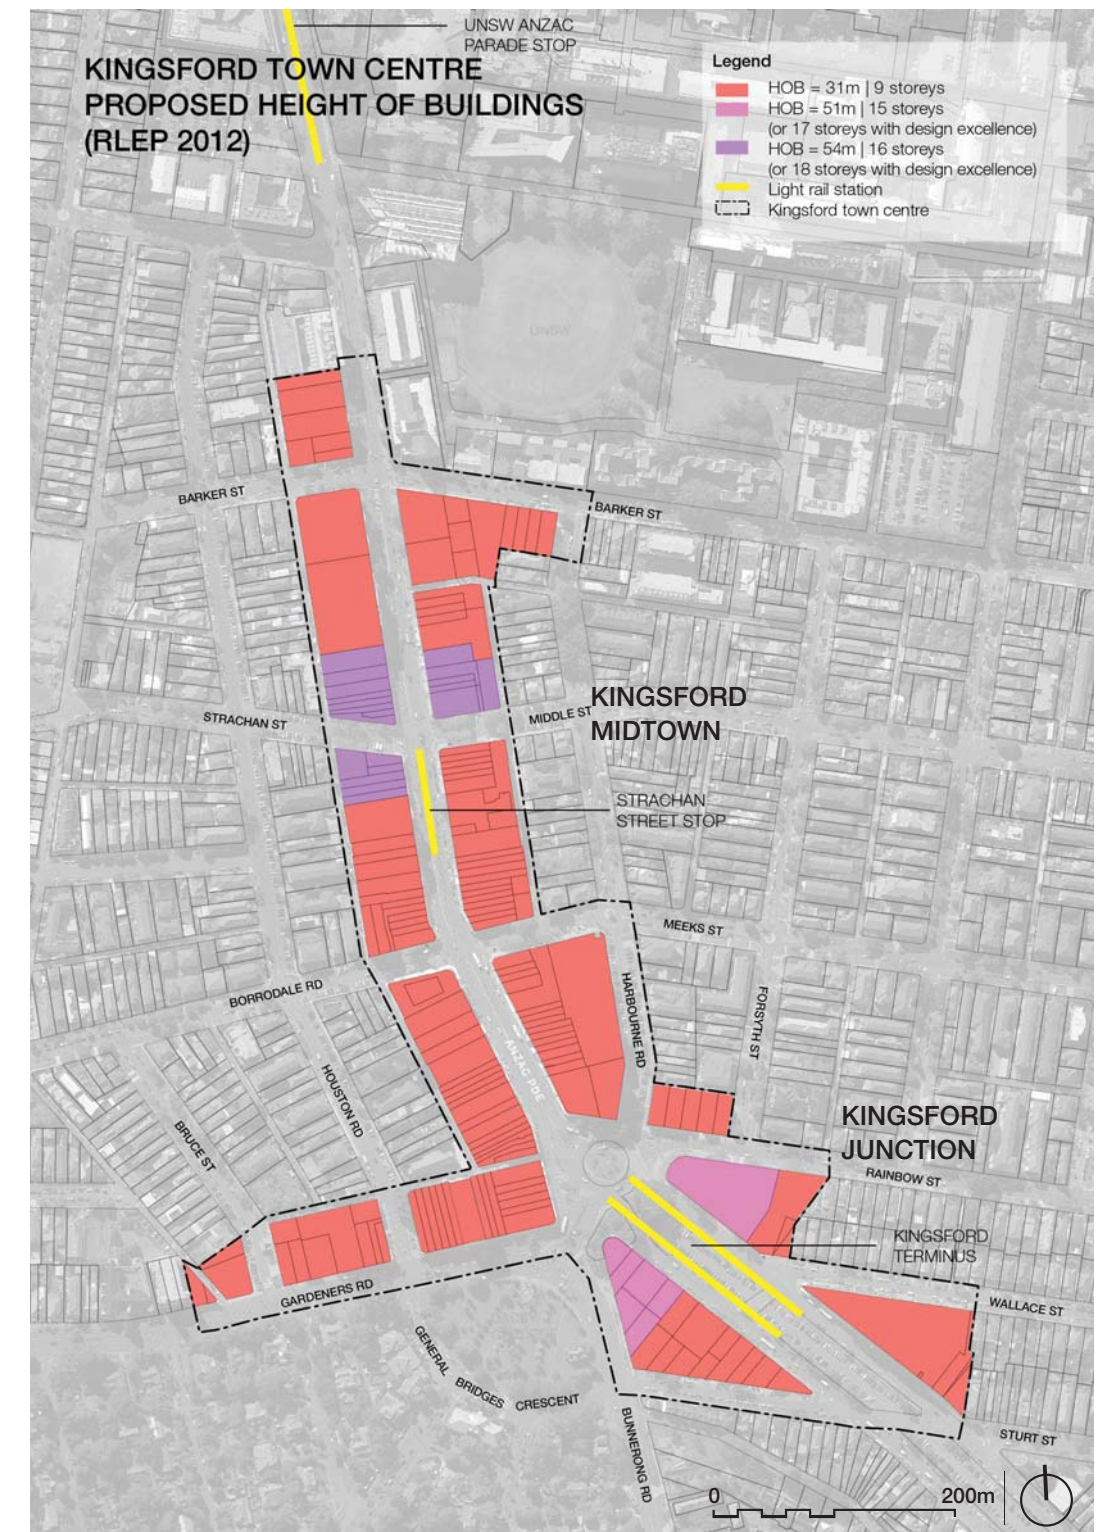 UNSW ANZAC
PARADE STOP
KINGSFORD TOWN CENTRE
PROPOSED HEIGHT OF BUILDINGS
(RLEP 2012)
Legend
HOB = 31m | 9 storeys
HOB = 51m | 15 storeys
(or 17 storeys with design excellence)
HOB = 54m | 16 storeys
(or 18 storeys with design excellence)
Light rail station
Kingsford town centre
UNSW
BARKER ST
BARKER ST
KINGSFORD
MIDTOWN
STRACHAN ST
MIDDLE ST
STRACHAN
STREET STOP
MEEKS ST
BORRODALE RD
HARBOURNE RD
FORSYTH ST
ANZAC PDE
HOUSTON RD
BRUCE ST
KINGSFORD
JUNCTION
RAINBOW ST
KINGSFORD
TERMINUS
GARDENERS RD
WALLACE ST
GENERAL BRIDGES CRESCENT
BUNNERONG RD
STURT ST
0 200m